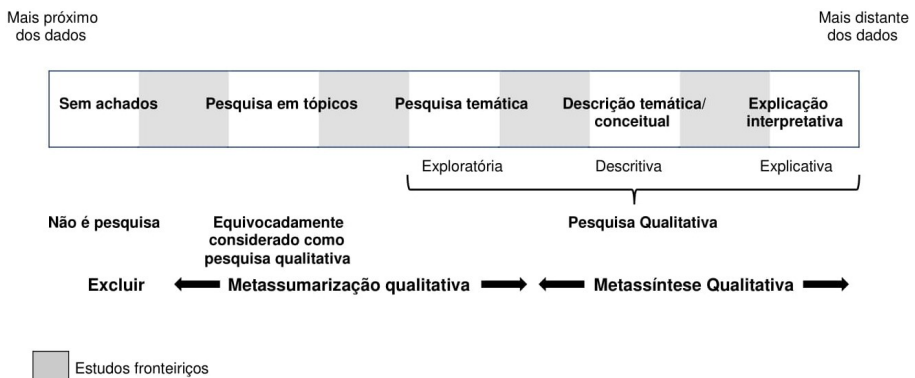 Mais próximo
dos dados
Mais distante
dos dados
Sem achados
Pesquisa em tópicos
Pesquisa temática
Descrição temática/
conceitual
Explicação
interpretativa
Exploratória
Descritiva
Explicativa
Não é pesquisa
Equivocadamente
considerado como
pesquisa qualitativa
Pesquisa Qualitativa
Excluir
Metassumarização qualitativa
Metassíntese Qualitativa
Estudos fronteiriços